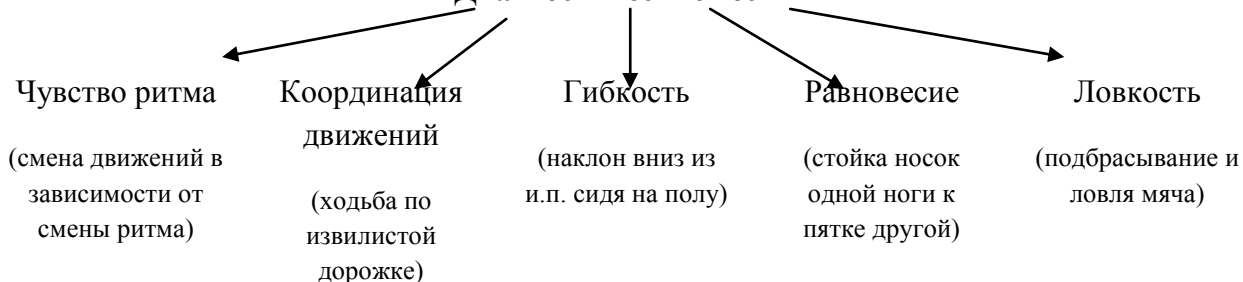 Чувство ритма
(смена движений в
зависимости от
смены ритма)
Координация
движений
(ходьба по
извилистой
дорожке)
Гибкость
(наклон вниз из
и.п. сидя на полу)
Равновесие
(стойка носок
одной ноги к
пятке другой)
Ловкость
(подбрасывание и
ловля мяча)